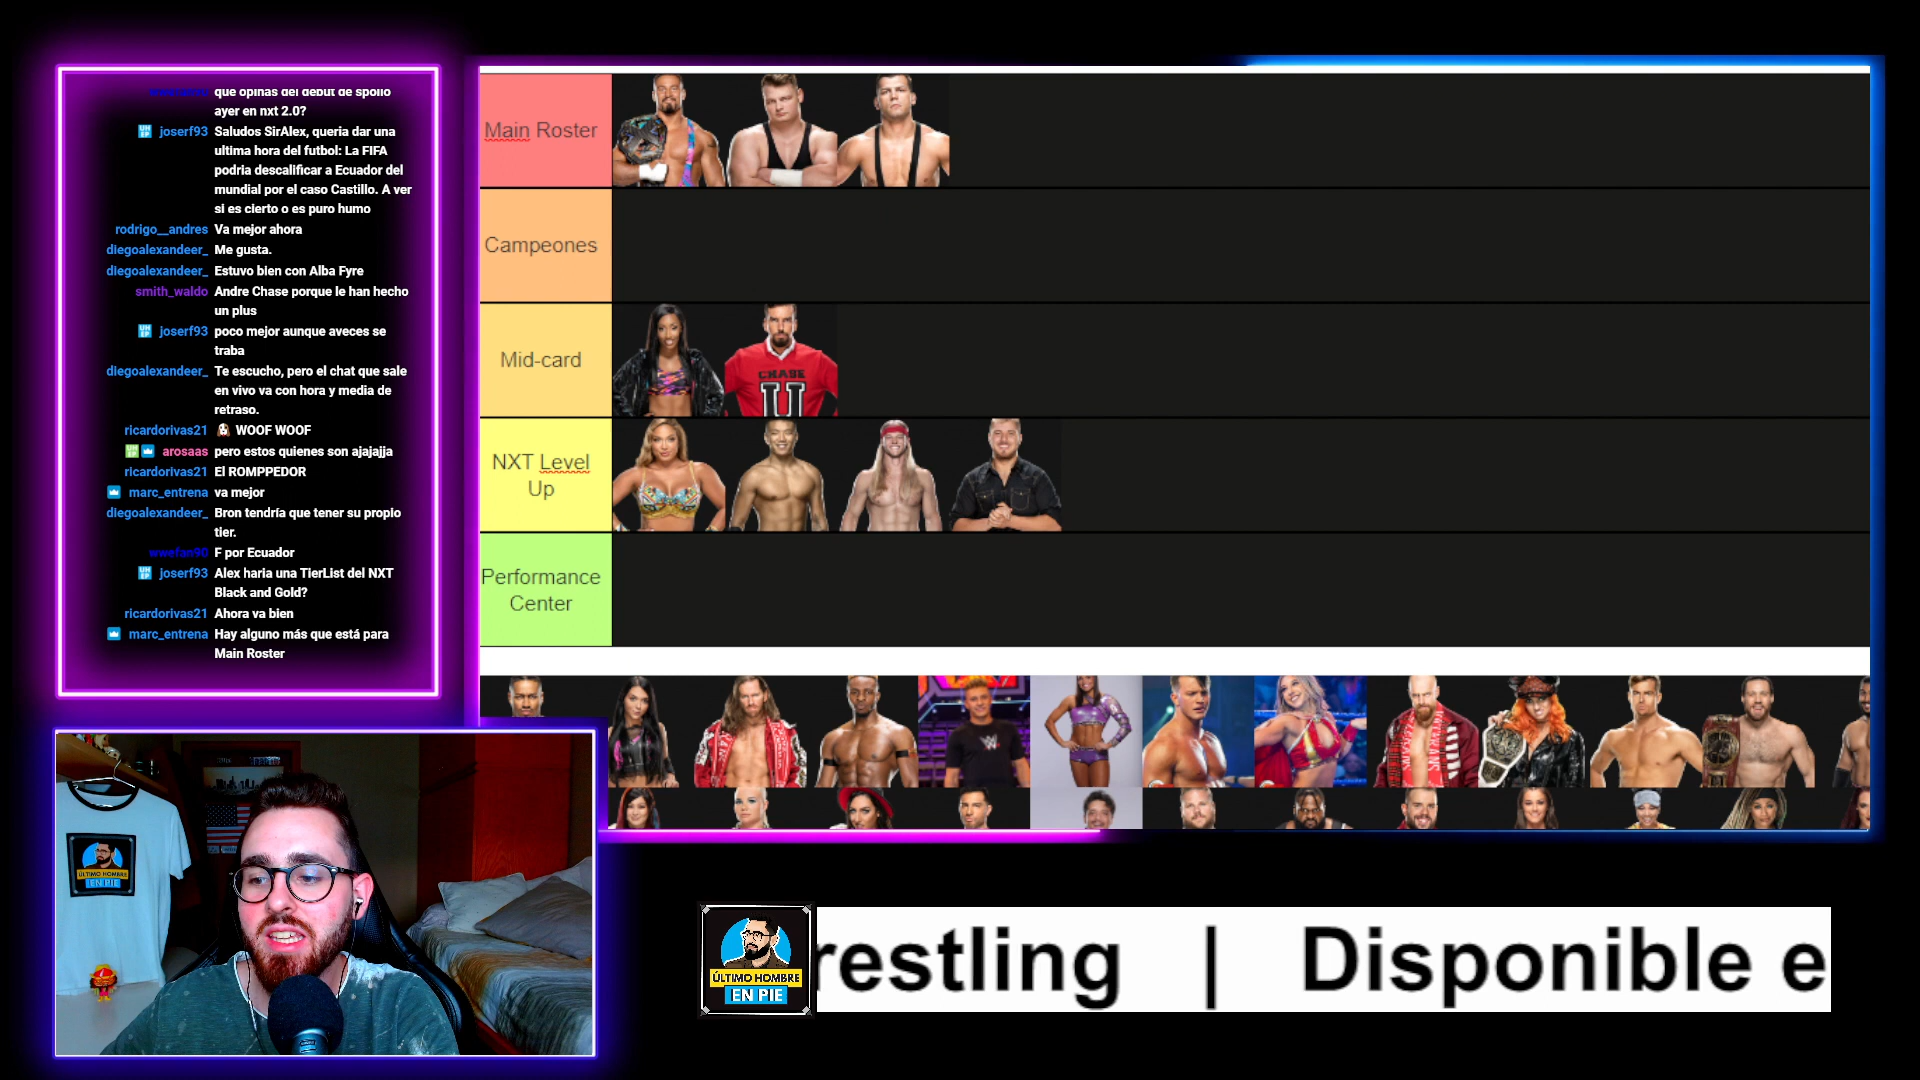 que opinas del debut de spolio
ayer en nxt 2.0?
joserf93 Saludos SirAlex, queria dar una
ultima hora del futbol: La FIFA
podria descalificar a Ecuador del
mundial por el caso Castillo. A ver
si es cierto o es puro humo
rodrigo__andres Va mejor ahora
diegoalexandeer_ Me gusta.
diegoalexandeer_ Estuvo bien con Alba Fyre
smith_waldo Andre Chase porque le han hecho
un plus
joserf93 poco mejor aunque aveces se
traba
diegoalexandeer_ Te escucho, pero el chat que sale
en vivo va con hora y media de
retraso.
ricardorivas21 WOOF WOOF
arosaas pero estos quienes son ajajajja
ricardorivas21 El ROMPPEDOR
marc_entrena va mejor
diegoalexandeer_ Bron tendría que tener su propio
tier.
wwefan90 F por Ecuador
joserf93 Alex haria una TierList del NXT
Black and Gold?
ricardorivas21 Ahora va bien
marc_entrena Hay alguno más que está para
Main Roster
Main Roster
Campeones
Mid-card
CHASE
U
NXT Level
Up
Performance
Center
ÚLTIMO HOMBRE
EN PIE
ÚLTIMO HOMBRE
EN PIE
restling | Disponible e